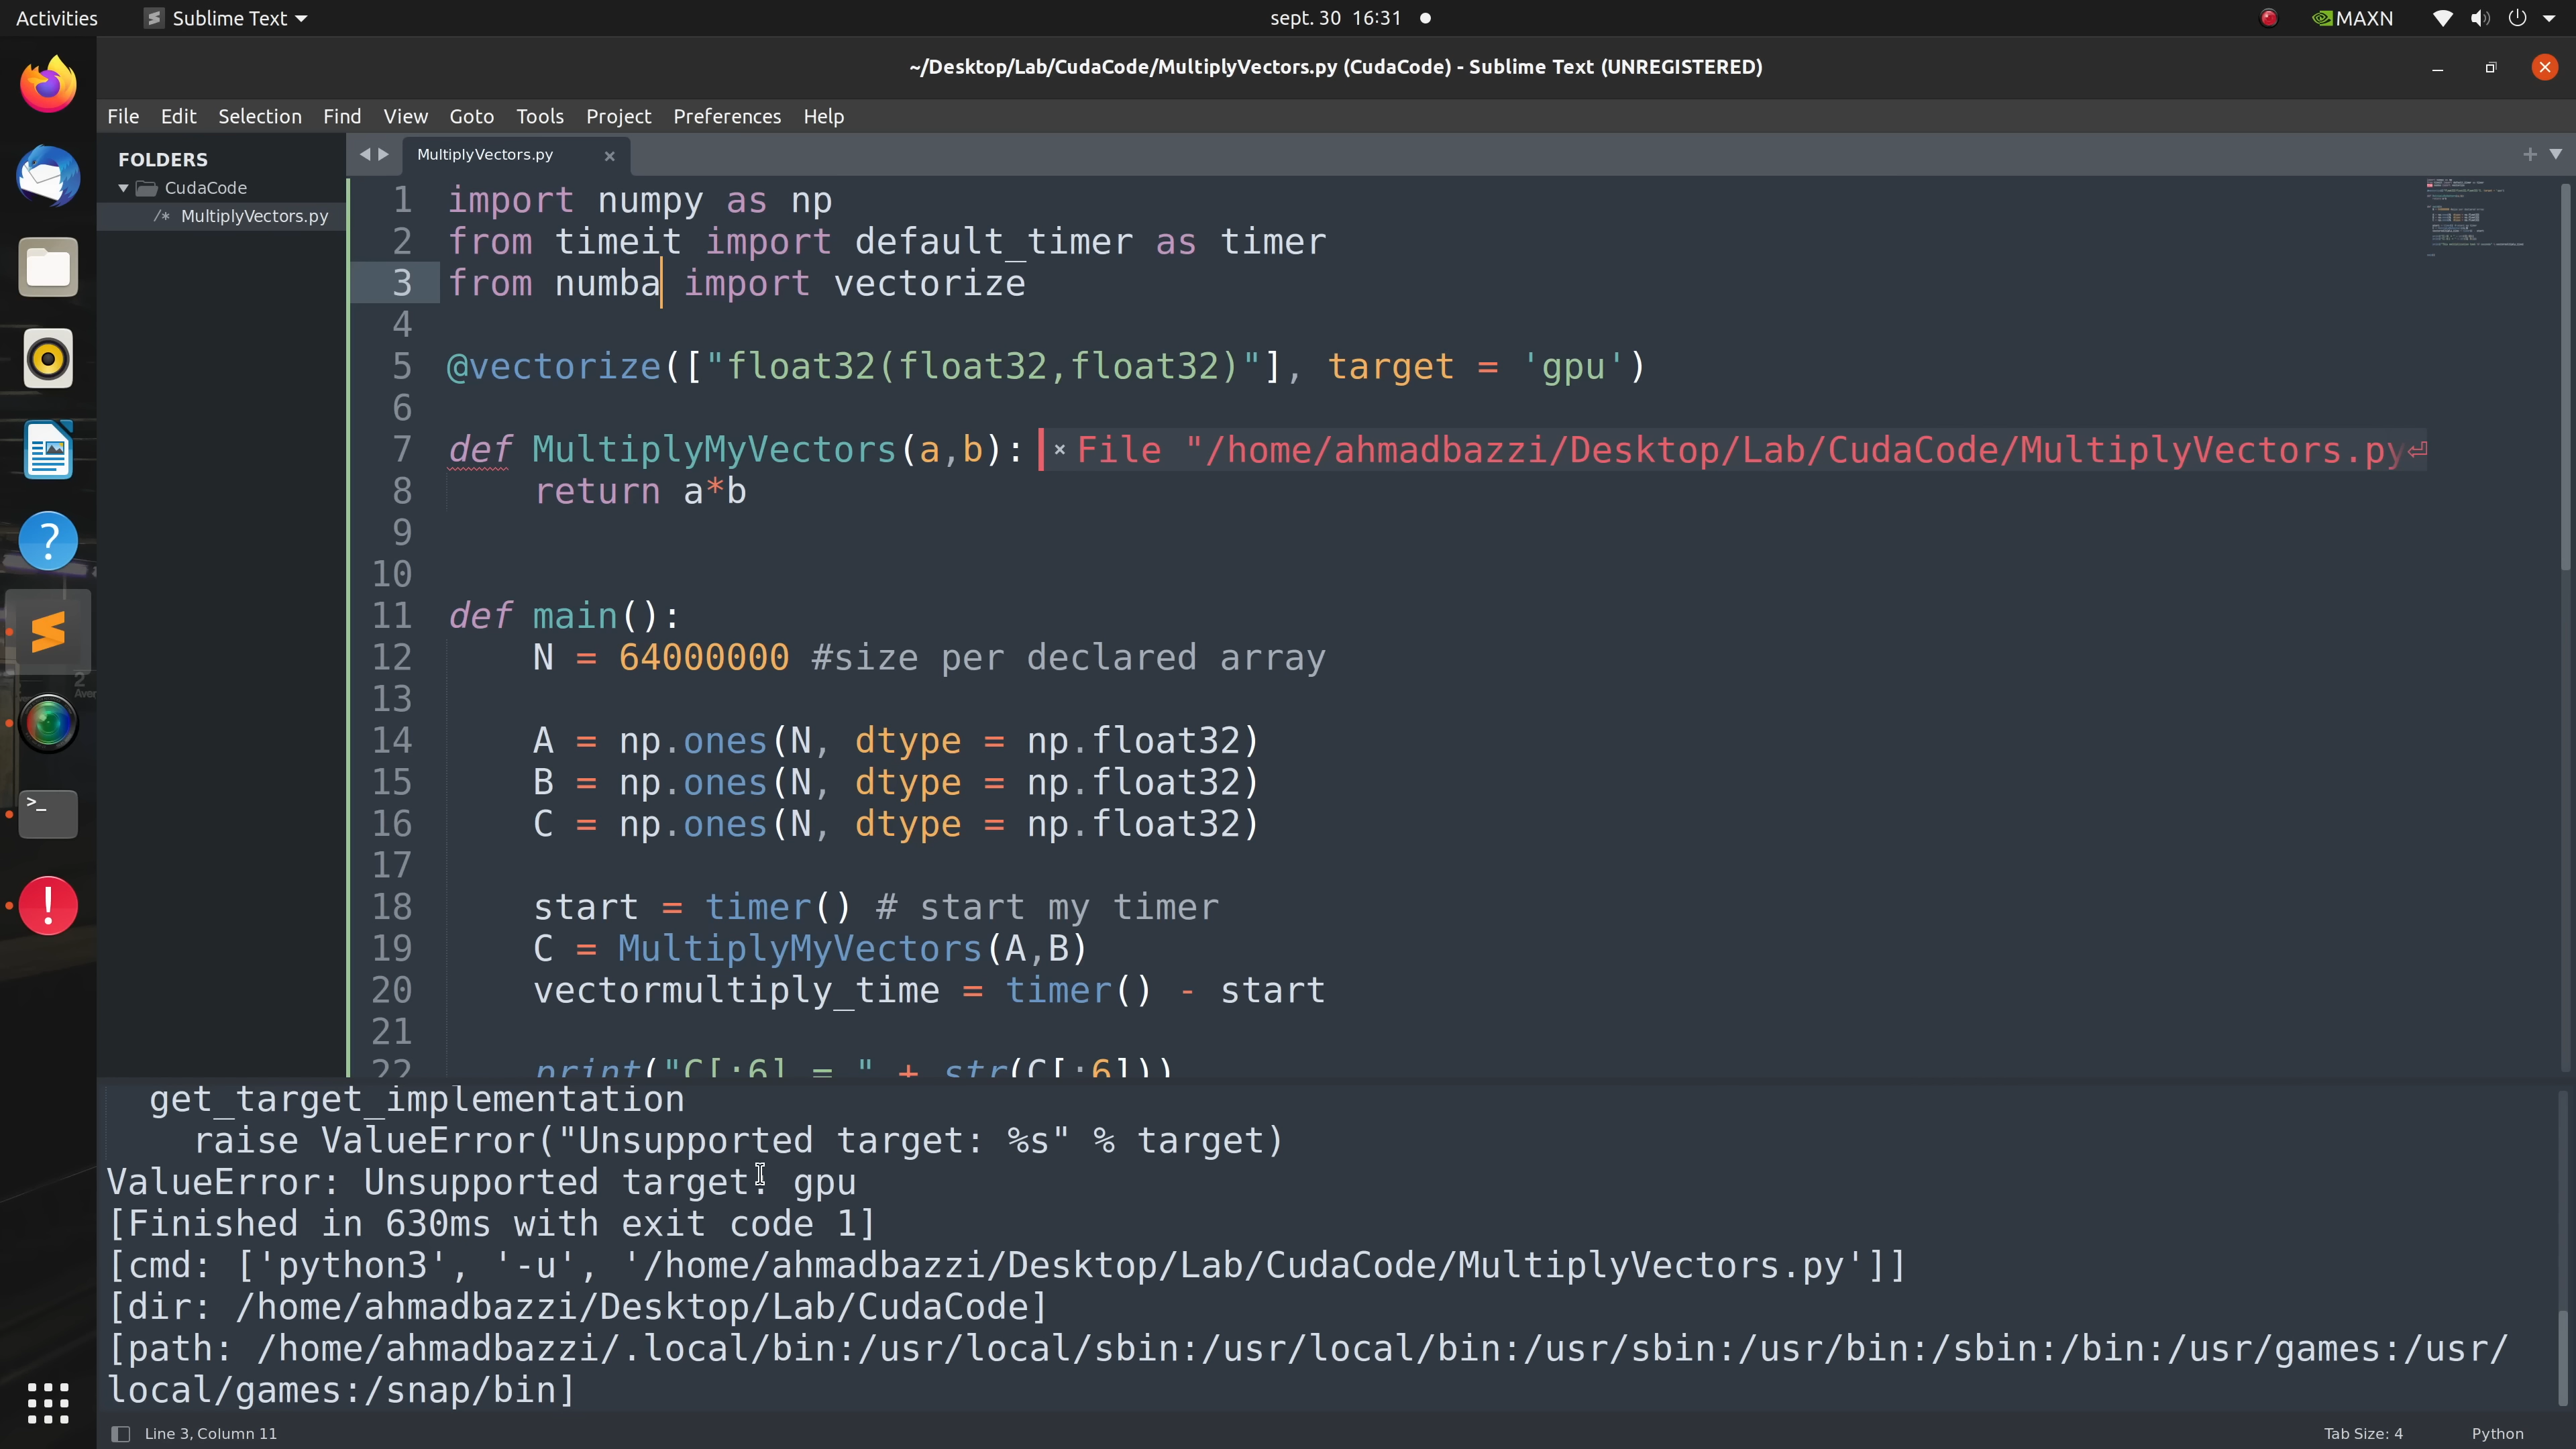 Activities
Sublime Text
sept. 30 16:31
MAXN
~/Desktop/Lab/CudaCode/MultiplyVectors.py (CudaCode) - Sublime Text (UNREGISTERED)
File Edit Selection Find View Goto Tools Project Preferences Help
FOLDERS
CudaCode
/* MultiplyVectors.py
MultiplyVectors.py
1 import numpy as np
2 from timeit import default_timer as timer
3 from numba import vectorize
4
5 @vectorize(["float32(float32,float32)"], target = 'gpu')
6
7 def MultiplyMyVectors(a,b): × File "/home/ahmadbazzi/Desktop/Lab/CudaCode/MultiplyVectors.py
8 return a*b
9
10
11 def main():
12 N = 64000000 #size per declared array
13
14 A = np.ones(N, dtype = np.float32)
15 B = np.ones(N, dtype = np.float32)
16 C = np.ones(N, dtype = np.float32)
17
18 start = timer() # start my timer
19 C = MultiplyMyVectors(A,B)
20 vectormultiply_time = timer() - start
21
22 print("C[:6] = " + str(C[:6]))
get_target_implementation
raise ValueError("Unsupported target: %s" % target)
ValueError: Unsupported target: gpu
[Finished in 630ms with exit code 1]
[cmd: ['python3', '-u', '/home/ahmadbazzi/Desktop/Lab/CudaCode/MultiplyVectors.py']]
[dir: /home/ahmadbazzi/Desktop/Lab/CudaCode]
[path: /home/ahmadbazzi/.local/bin:/usr/local/sbin:/usr/local/bin:/usr/sbin:/usr/bin:/sbin:/bin:/usr/games:/usr/
local/games:/snap/bin]
Line 3, Column 11
Tab Size: 4
Python